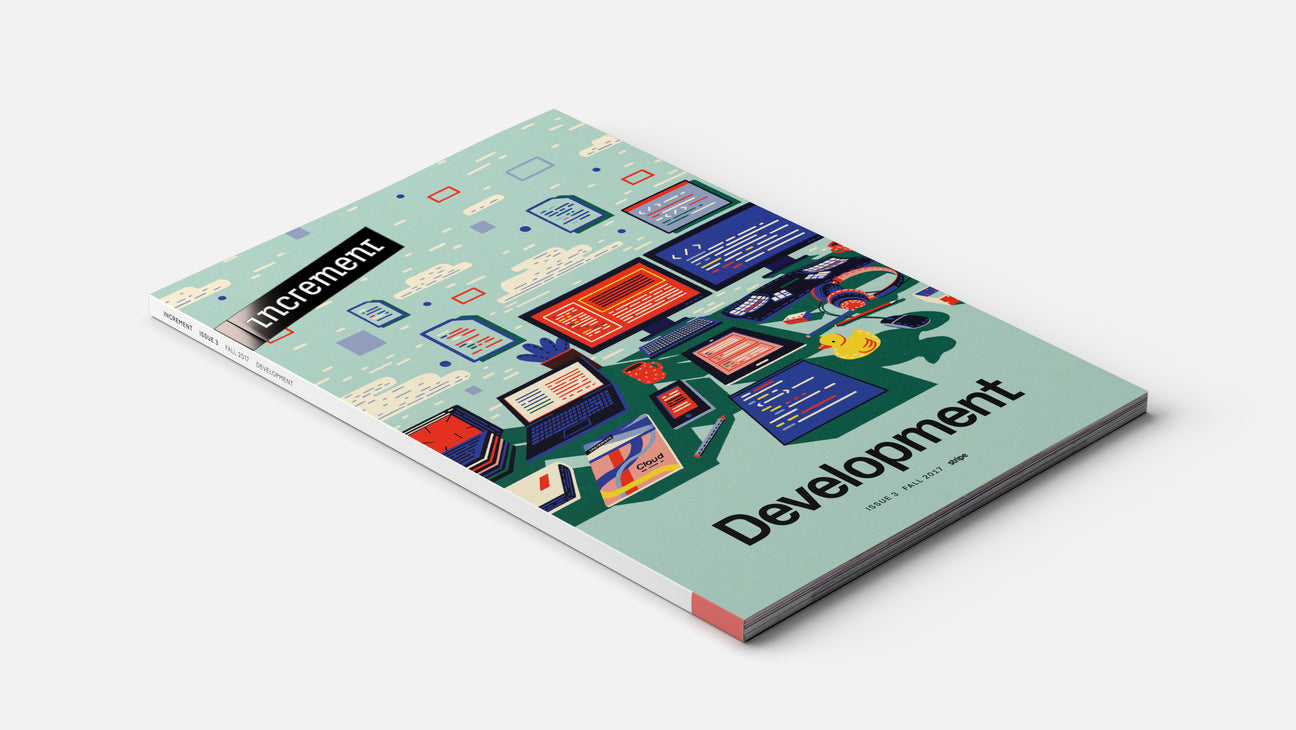 increment
INCREMENT ISSUE 3 FALL 2017 DEVELOPMENT
</>
</>
</>
Cloud
Development
ISSUE 3 FALL 2017 stripe